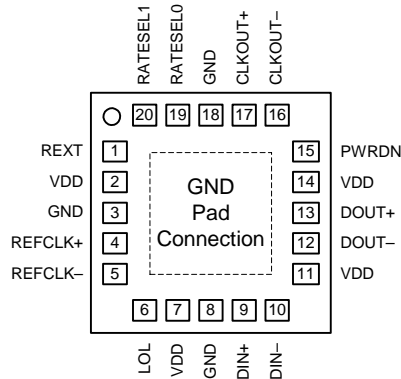 RATESEL1
RATESEL0
GND
CLKOUT+
CLKOUT–
20 19 18 17 16
REXT 1
VDD 2
GND 3
REFCLK+ 4
REFCLK– 5
GND
Pad
Connection
15 PWRDN
14 VDD
13 DOUT+
12 DOUT–
11 VDD
6 7 8 9 10
LOL
VDD
GND
DIN+
DIN–